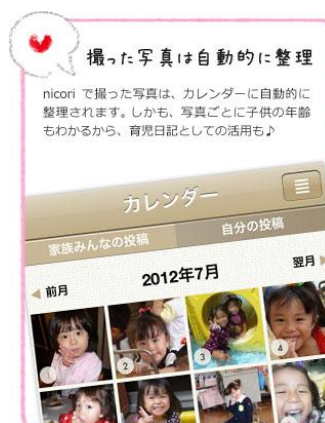 撮った写真は自動的に整理
nicori で撮った写真は、カレンダーに自動的に
整理されます。しかも、写真ごとに子供の年齢
もわかるから、育児日記としての活用も♪
カレンダー
家族みんなの投稿
自分の投稿
前月
2012年7月
翌月
1
2
3
4